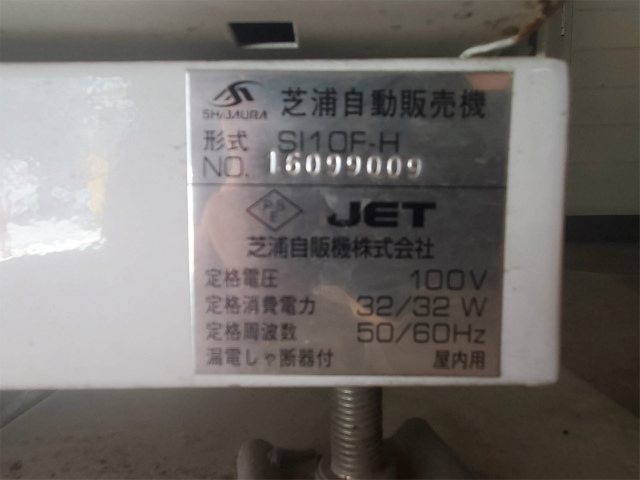 SHIBAURA
芝浦自動販売機
形式 SI10F-H
NO. 16099009
PSE JET
芝浦自販機株式会社
定格電圧 100V
定格消費電力 32/32 W
定格周波数 50/60Hz
漏電しゃ断器付 屋内用